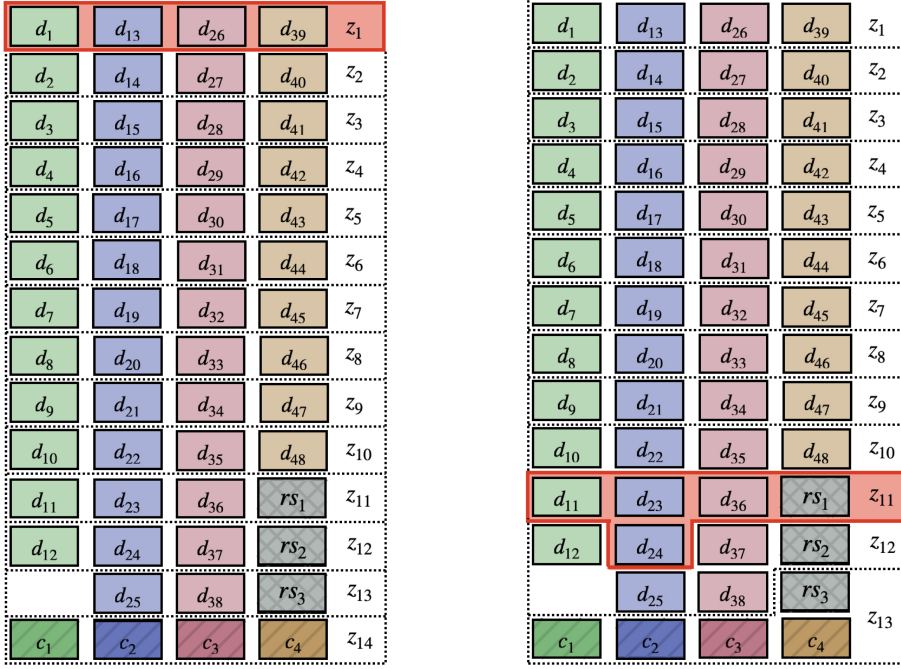 d1 d13 d26 d39 z1 d1 d13 d26 d39 z1
d2 d14 d27 d40 z2 d2 d14 d27 d40 z2
d3 d15 d28 d41 z3 d3 d15 d28 d41 z3
d4 d16 d29 d42 z4 d4 d16 d29 d42 z4
d5 d17 d30 d43 z5 d5 d17 d30 d43 z5
d6 d18 d31 d44 z6 d6 d18 d31 d44 z6
d7 d19 d32 d45 z7 d7 d19 d32 d45 z7
d8 d20 d33 d46 z8 d8 d20 d33 d46 z8
d9 d21 d34 d47 z9 d9 d21 d34 d47 z9
d10 d22 d35 d48 z10 d10 d22 d35 d48 z10
d11 d23 d36 rs1 z11 d11 d23 d36 rs1 z11
d12 d24 d37 rs2 z12 d12 d24 d37 rs2 z12
d25 d38 rs3 z13 d25 d38 rs3 z13
c1 c2 c3 c4 z14 c1 c2 c3 c4